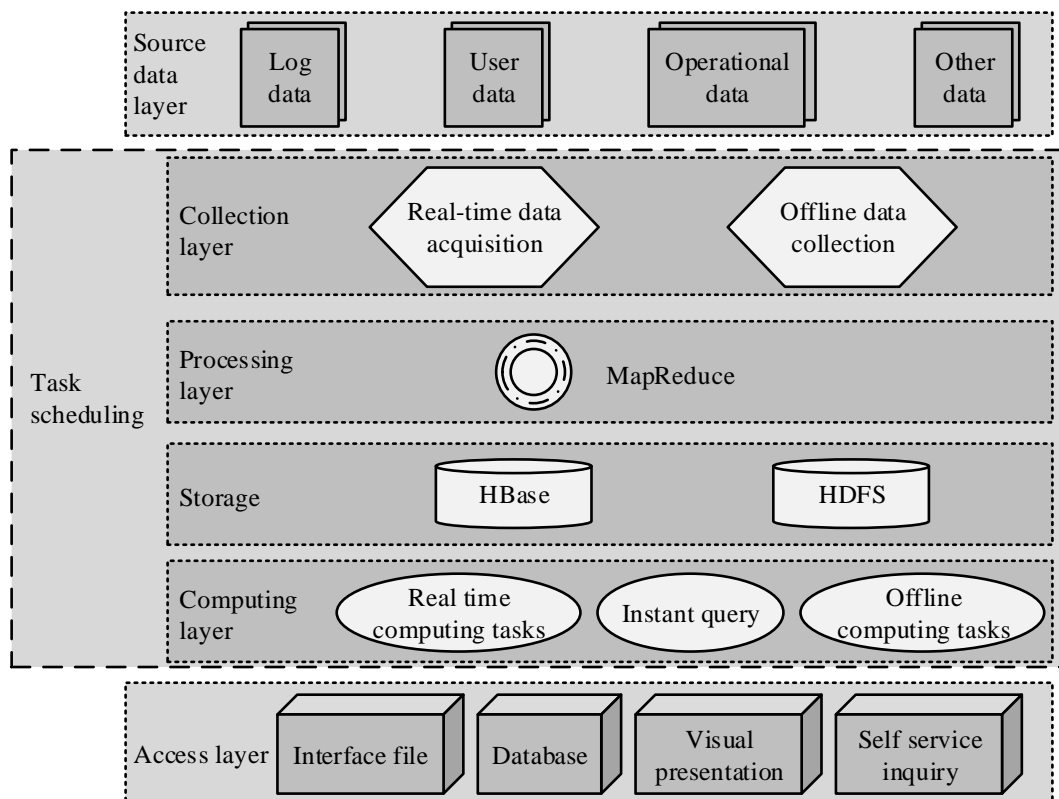 Source
data
layer
Log
data
User
data
Operational
data
Other
data
Task
scheduling
Collection
layer
Real-time data
acquisition
Offline data
collection
Processing
layer
MapReduce
Storage
HBase
HDFS
Computing
layer
Real time
computing tasks
Instant query
Offline
computing tasks
Access layer
Interface file
Database
Visual
presentation
Self service
inquiry